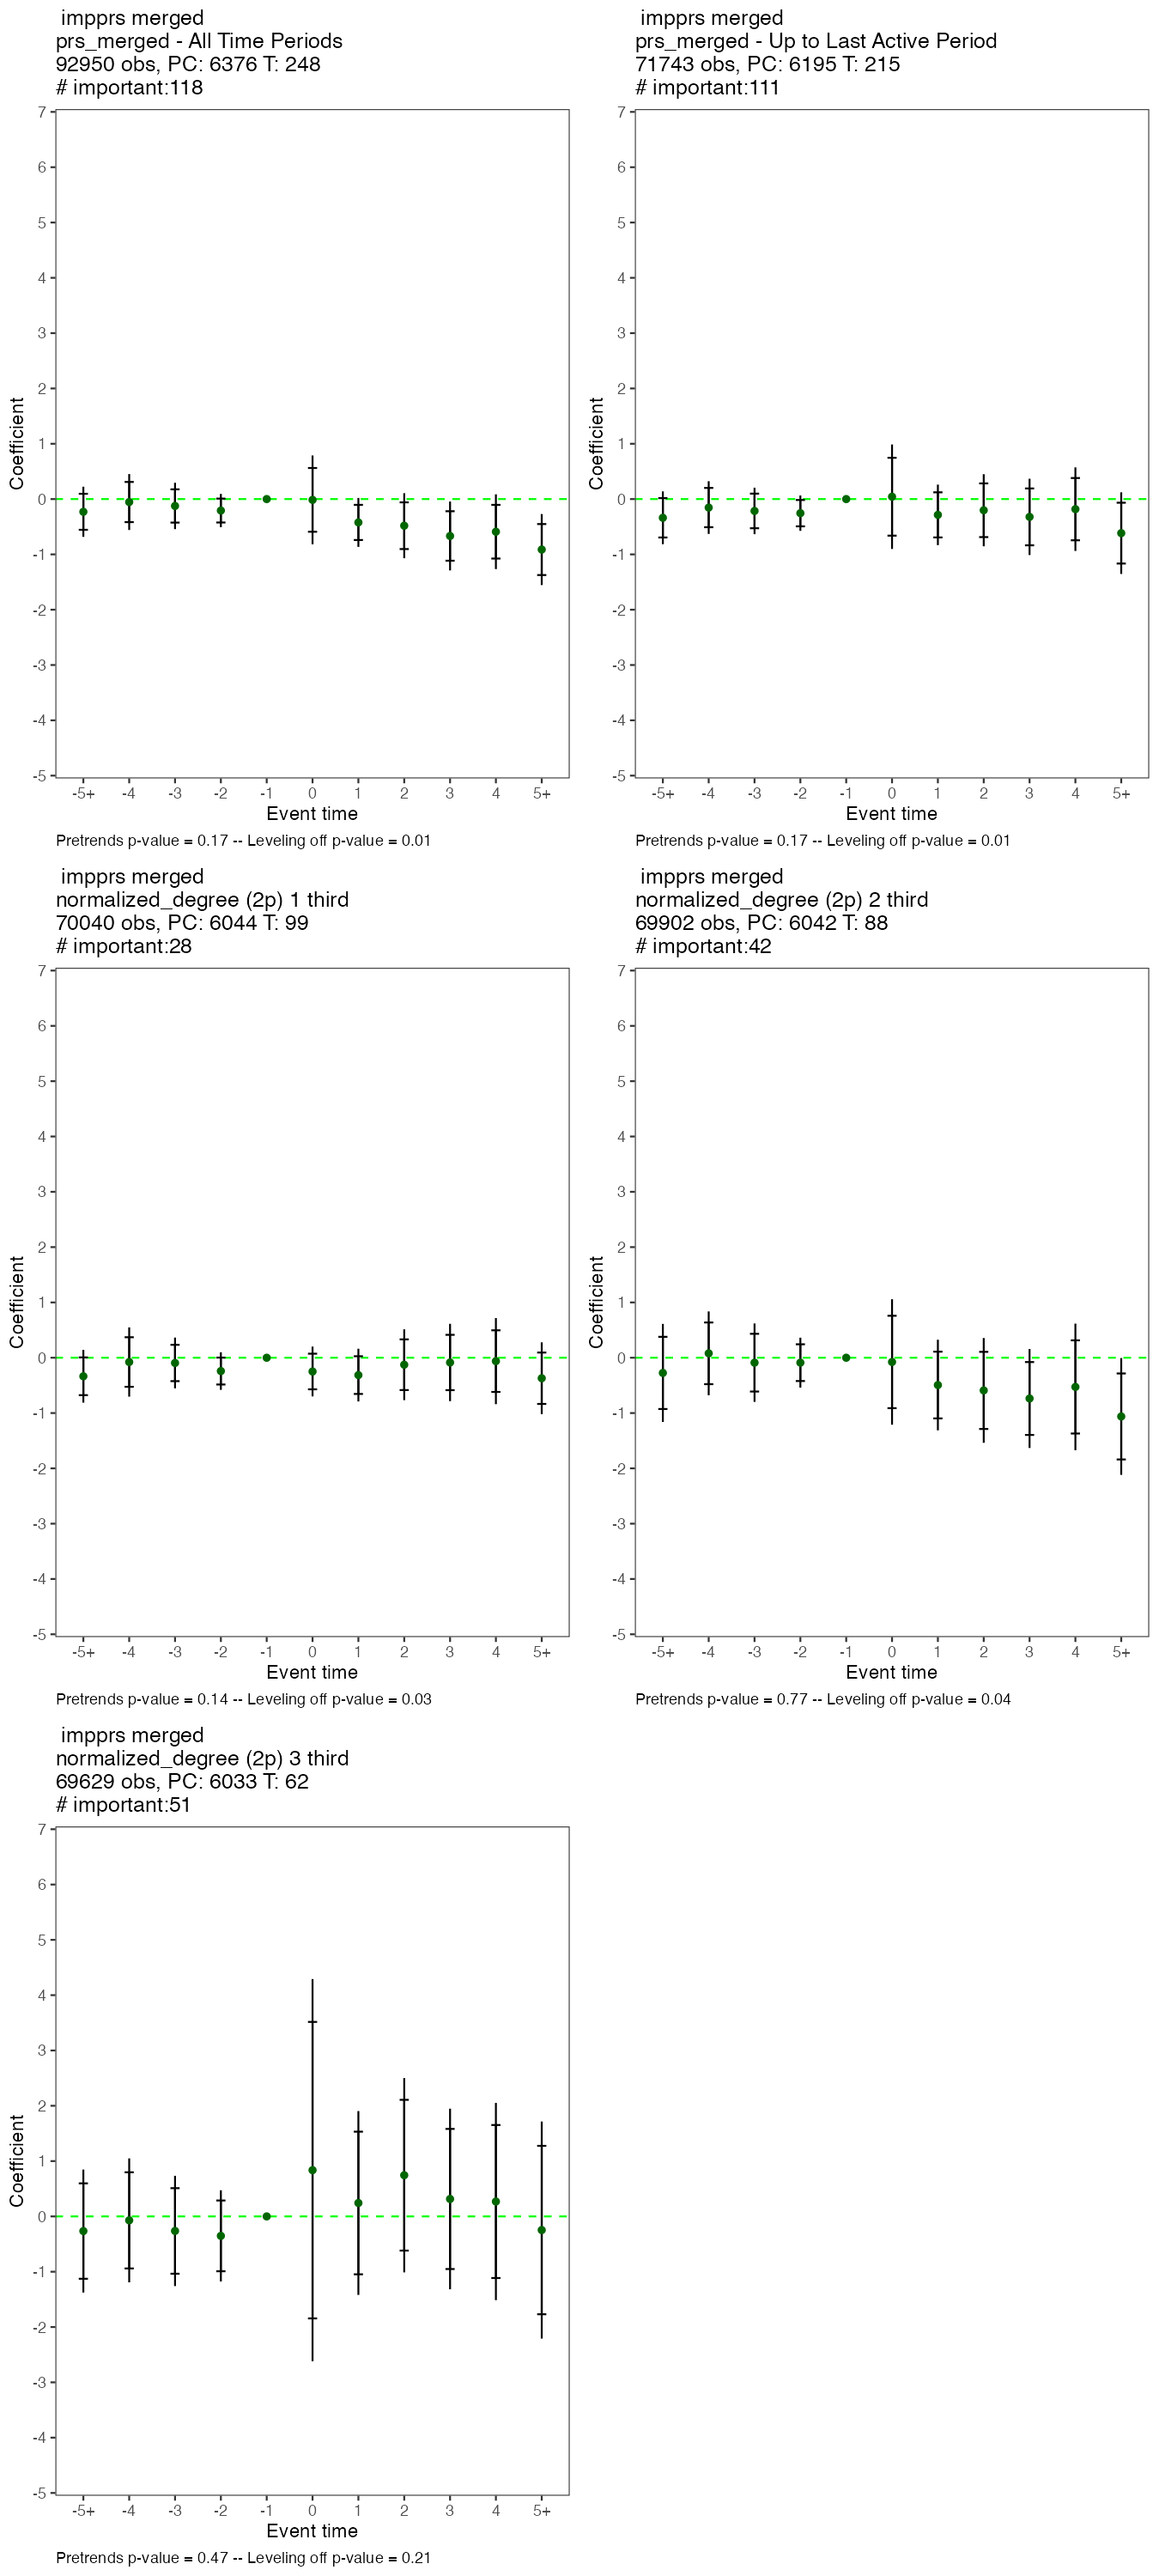 impprs merged
prs_merged - All Time Periods
92950 obs, PC: 6376 T: 248
# important:118
7
6
5
4
3
2
1
0
-1
-2
-3
-4
-5
Coefficient
-5+ -4 -3 -2 -1 0 1 2 3 4 5+
Event time
Pretrends p-value = 0.17 -- Leveling off p-value = 0.01
impprs merged
prs_merged - Up to Last Active Period
71743 obs, PC: 6195 T: 215
# important:111
7
6
5
4
3
2
1
0
-1
-2
-3
-4
-5
Coefficient
-5+ -4 -3 -2 -1 0 1 2 3 4 5+
Event time
Pretrends p-value = 0.17 -- Leveling off p-value = 0.01
impprs merged
normalized_degree (2p) 1 third
70040 obs, PC: 6044 T: 99
# important:28
7
6
5
4
3
2
1
0
-1
-2
-3
-4
-5
Coefficient
-5+ -4 -3 -2 -1 0 1 2 3 4 5+
Event time
Pretrends p-value = 0.14 -- Leveling off p-value = 0.03
impprs merged
normalized_degree (2p) 2 third
69902 obs, PC: 6042 T: 88
# important:42
7
6
5
4
3
2
1
0
-1
-2
-3
-4
-5
Coefficient
-5+ -4 -3 -2 -1 0 1 2 3 4 5+
Event time
Pretrends p-value = 0.77 -- Leveling off p-value = 0.04
impprs merged
normalized_degree (2p) 3 third
69629 obs, PC: 6033 T: 62
# important:51
7
6
5
4
3
2
1
0
-1
-2
-3
-4
-5
Coefficient
-5+ -4 -3 -2 -1 0 1 2 3 4 5+
Event time
Pretrends p-value = 0.47 -- Leveling off p-value = 0.21